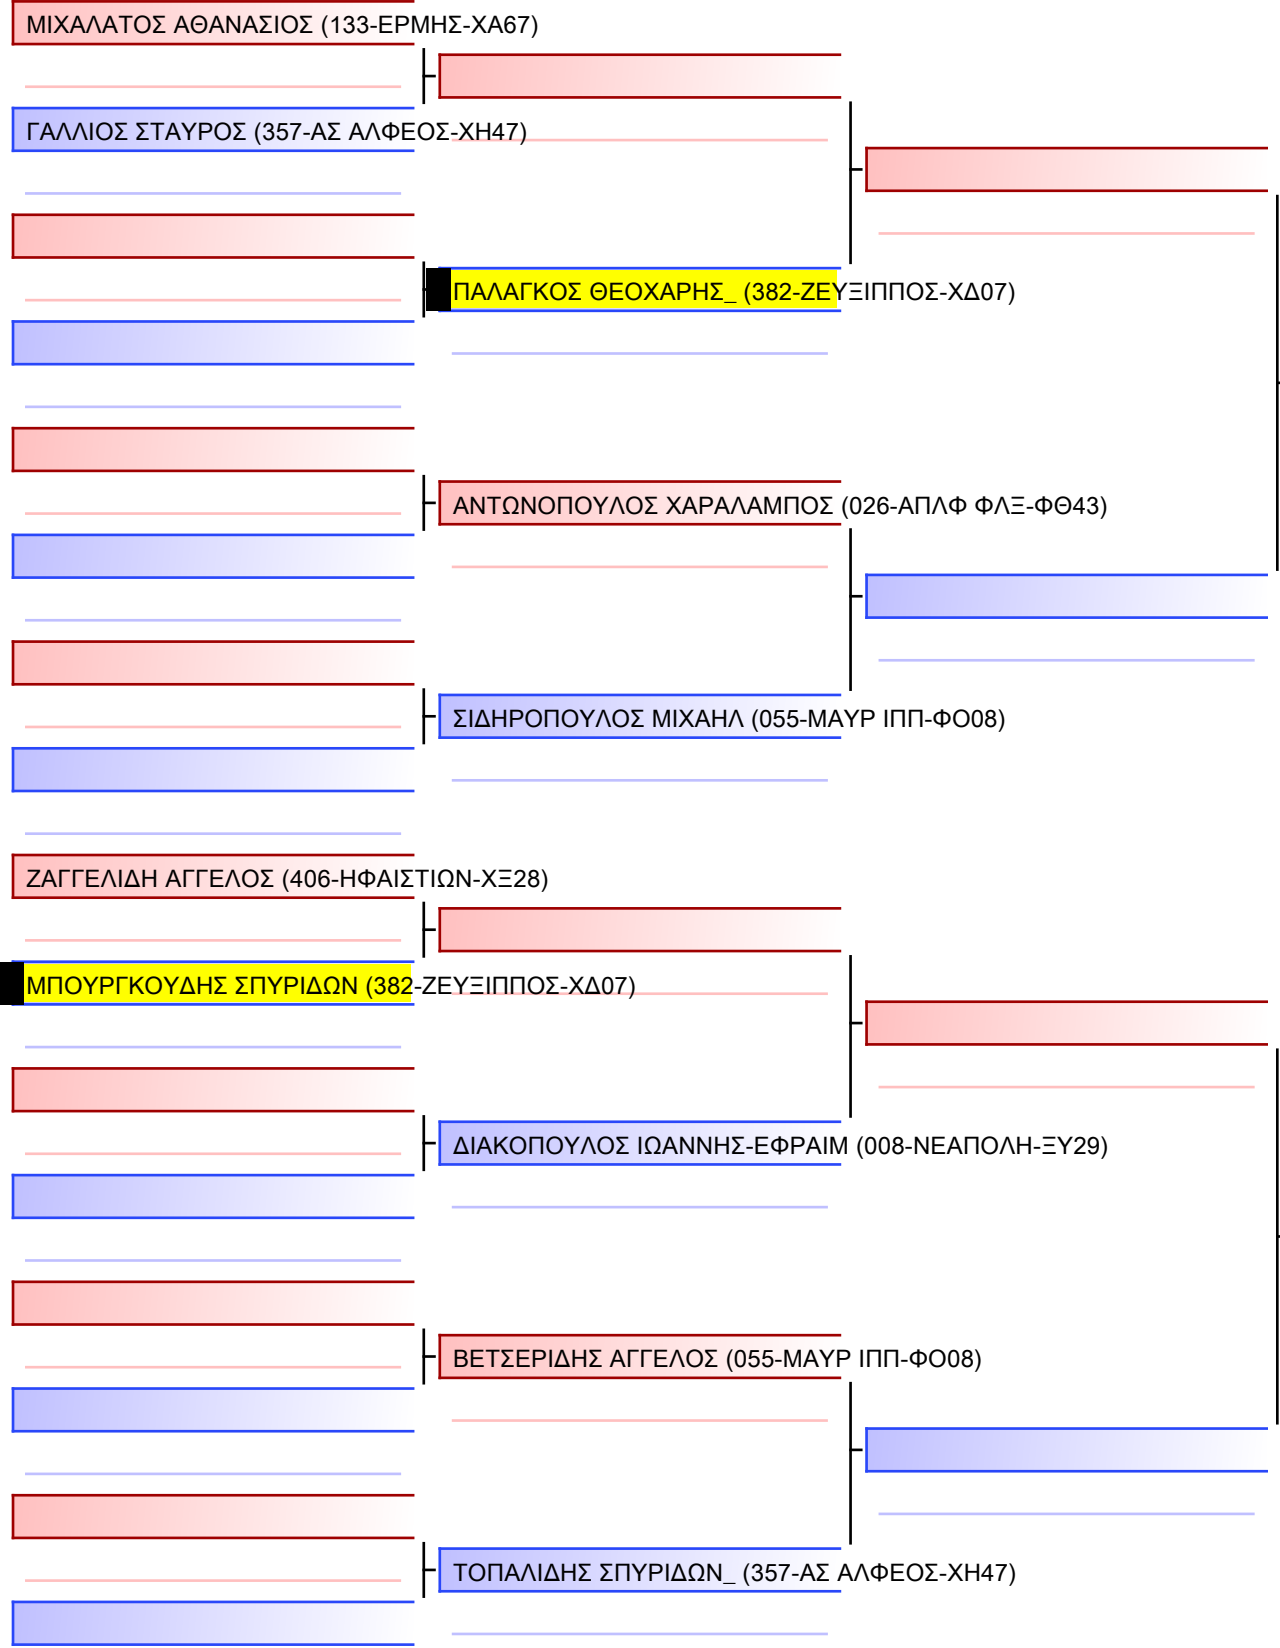 ΜΙΧΑΛΑΤΟΣ ΑΘΑΝΑΣΙΟΣ (133-ΕΡΜΗΣ-ΧΑ67)
ΓΑΛΛΙΟΣ ΣΤΑΥΡΟΣ (357-ΑΣ ΑΛΦΕΟΣ-ΧΗ47)
ΠΑΛΑΓΚΟΣ ΘΕΟΧΑΡΗΣ_ (382-ΖΕΥΞΙΠΠΟΣ-ΧΔ07)
ΑΝΤΩΝΟΠΟΥΛΟΣ ΧΑΡΑΛΑΜΠΟΣ (026-ΑΠΛΦ ΦΛΞ-ΦΘ43)
ΣΙΔΗΡΟΠΟΥΛΟΣ ΜΙΧΑΗΛ (055-ΜΑΥΡ ΙΠΠ-ΦΟ08)
ΖΑΓΓΕΛΙΔΗ ΑΓΓΕΛΟΣ (406-ΗΦΑΙΣΤΙΩΝ-ΧΞ28)
ΜΠΟΥΡΓΚΟΥΔΗΣ ΣΠΥΡΙΔΩΝ (382-ΖΕΥΞΙΠΠΟΣ-ΧΔ07)
ΔΙΑΚΟΠΟΥΛΟΣ ΙΩΑΝΝΗΣ-ΕΦΡΑΙΜ (008-ΝΕΑΠΟΛΗ-ΞΥ29)
ΒΕΤΣΕΡΙΔΗΣ ΑΓΓΕΛΟΣ (055-ΜΑΥΡ ΙΠΠ-ΦΟ08)
ΤΟΠΑΛΙΔΗΣ ΣΠΥΡΙΔΩΝ_ (357-ΑΣ ΑΛΦΕΟΣ-ΧΗ47)